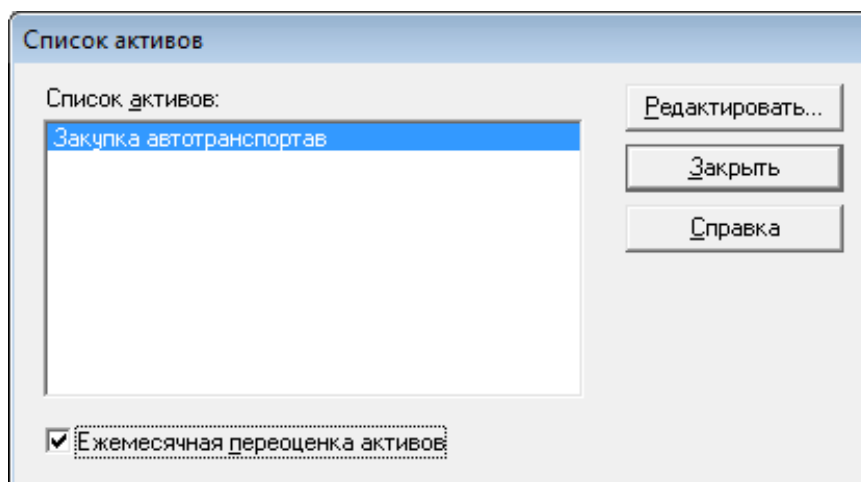 Список активов
Список активов:
Закупка автотранспортав
Редактировать...
Закрыть
Справка
Ежемесячная переоценка активов